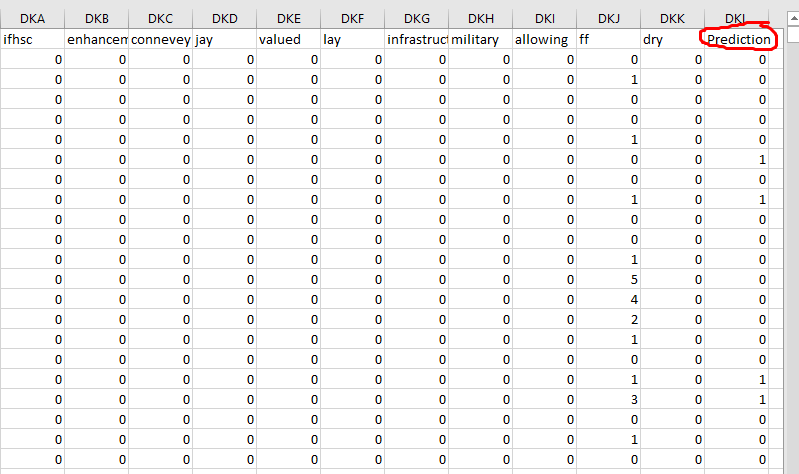 DKA DKB DKC DKD DKE DKF DKG DKH DKI DKJ DKK DKL
ifhsc enhancem connevey jay valued lay infrastruct military allowing ff dry Prediction
0 0 0 0 0 0 0 0 0 0 0 0
0 0 0 0 0 0 0 0 0 1 0 0
0 0 0 0 0 0 0 0 0 0 0 0
0 0 0 0 0 0 0 0 0 0 0 0
0 0 0 0 0 0 0 0 0 1 0 0
0 0 0 0 0 0 0 0 0 0 0 1
0 0 0 0 0 0 0 0 0 0 0 0
0 0 0 0 0 0 0 0 0 1 0 1
0 0 0 0 0 0 0 0 0 0 0 0
0 0 0 0 0 0 0 0 0 0 0 0
0 0 0 0 0 0 0 0 0 1 0 0
0 0 0 0 0 0 0 0 0 5 0 0
0 0 0 0 0 0 0 0 0 4 0 0
0 0 0 0 0 0 0 0 0 2 0 0
0 0 0 0 0 0 0 0 0 1 0 0
0 0 0 0 0 0 0 0 0 0 0 0
0 0 0 0 0 0 0 0 0 1 0 1
0 0 0 0 0 0 0 0 0 3 0 1
0 0 0 0 0 0 0 0 0 0 0 0
0 0 0 0 0 0 0 0 0 1 0 0
0 0 0 0 0 0 0 0 0 0 0 0